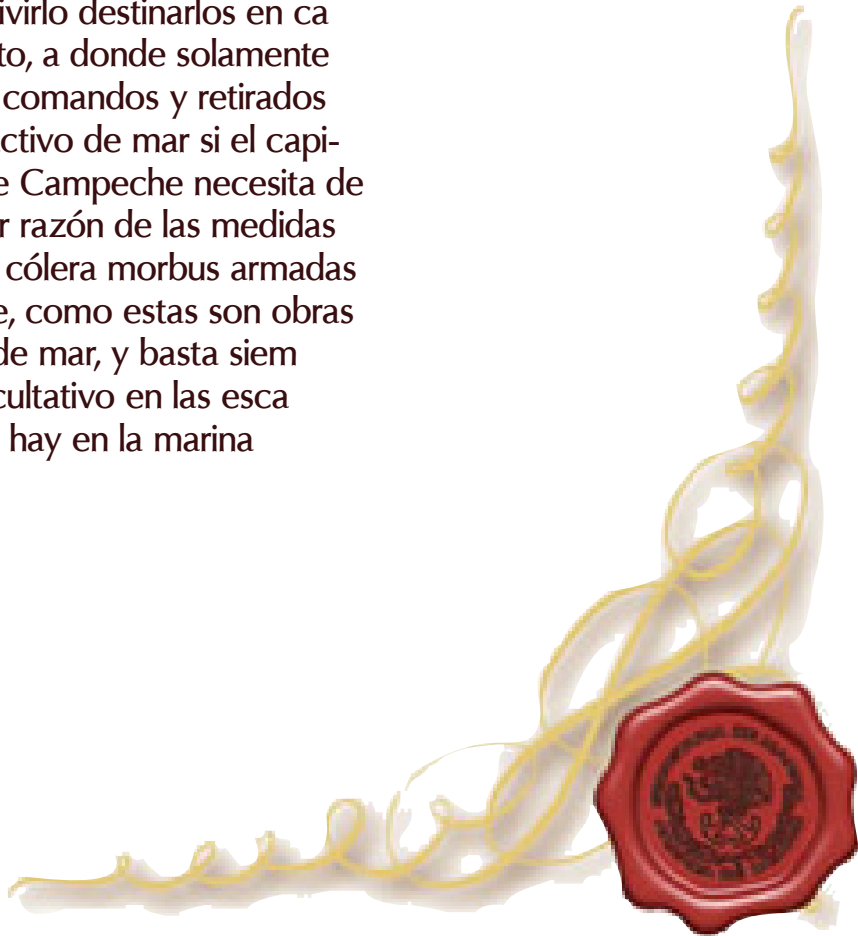 ivirlo destinarlos en ca
to, a donde solamente
comandos y retirados
ctivo de mar si el capi-
e Campeche necesita de
r razón de las medidas
cólera morbus armadas
e, como estas son obras
de mar, y basta siem
cultativo en las esca
hay en la marina